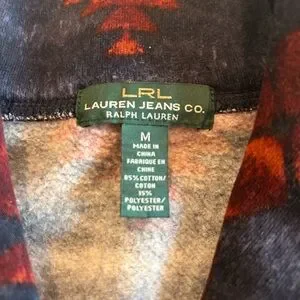 LRL
LAUREN JEANS CO.
RALPH LAUREN
M
MADE IN
CHINA
FABRIQUE EN
CHINE
85% COTTON/
COTON
15%
POLYESTER/
POLYESTER